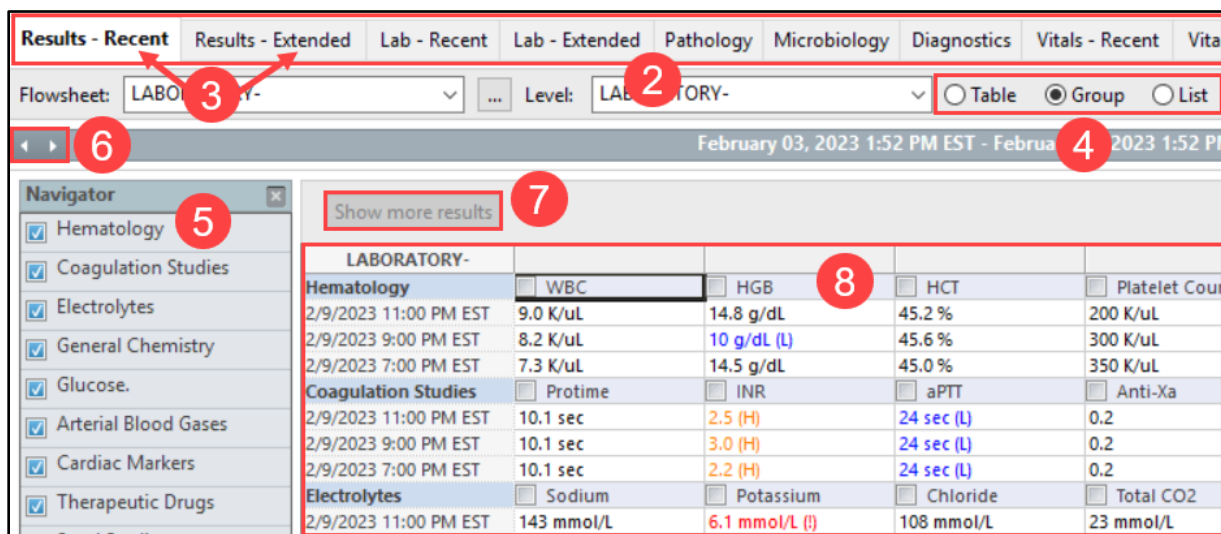 Results - Recent Results - Extended Lab - Recent Lab - Extended Pathology Microbiology Diagnostics Vitals - Recent Vita
3 2
Flowsheet: LABO Y- ... Level: LAB TORY- Table Group List
6 February 03, 2023 1:52 PM EST - Febru 4 2023 1:52 P
Navigator
Hematology 5
Coagulation Studies
Electrolytes
General Chemistry
Glucose.
Arterial Blood Gases
Cardiac Markers
Therapeutic Drugs
Show more results 7
LABORATORY- 8
Hematology WBC HGB HCT Platelet Cour
2/9/2023 11:00 PM EST 9.0 K/uL 14.8 g/dL 45.2 % 200 K/uL
2/9/2023 9:00 PM EST 8.2 K/uL 10 g/dL (L) 45.6 % 300 K/uL
2/9/2023 7:00 PM EST 7.3 K/uL 14.5 g/dL 45.0 % 350 K/uL
Coagulation Studies Protime INR aPTT Anti-Xa
2/9/2023 11:00 PM EST 10.1 sec 2.5 (H) 24 sec (L) 0.2
2/9/2023 9:00 PM EST 10.1 sec 3.0 (H) 24 sec (L) 0.2
2/9/2023 7:00 PM EST 10.1 sec 2.2 (H) 24 sec (L) 0.2
Electrolytes Sodium Potassium Chloride Total CO2
2/9/2023 11:00 PM EST 143 mmol/L 6.1 mmol/L (!) 108 mmol/L 23 mmol/L